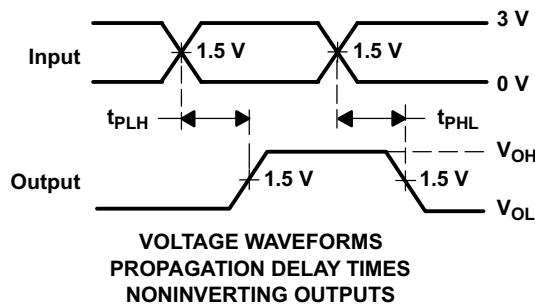 3 V
Input
1.5 V
1.5 V
0 V
tPLH
tPHL
VOH
Output
1.5 V
1.5 V
VOL
VOLTAGE WAVEFORMS
PROPAGATION DELAY TIMES
NONINVERTING OUTPUTS